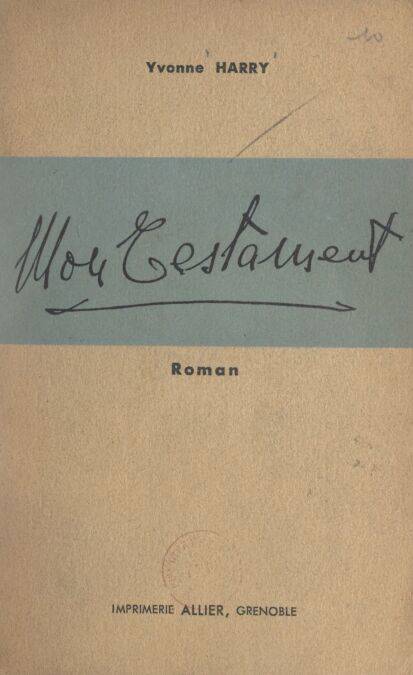 Yvonne HARRY
Mon Testament
Roman
IMPRIMERIE ALLIER, GRENOBLE